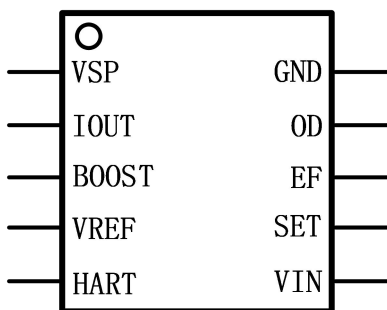 VSP GND
IOUT OD
BOOST EF
VREF SET
HART VIN